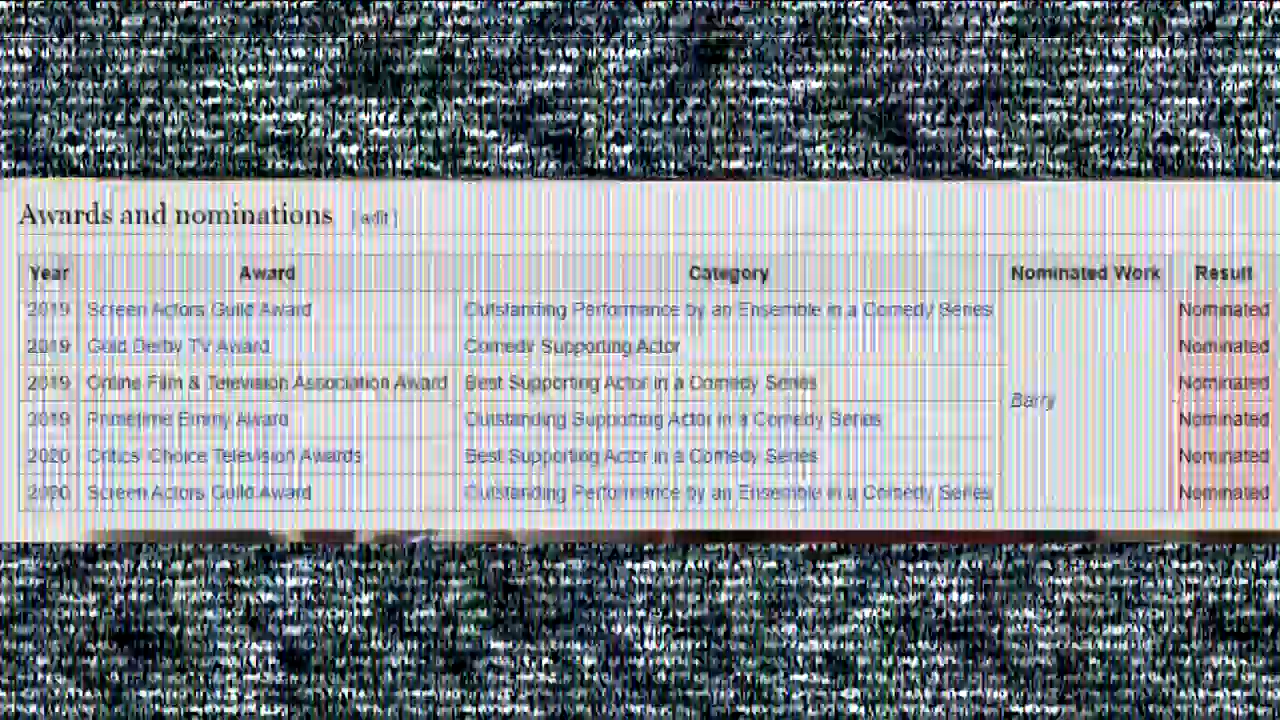 Awards and nominations [ edit ]
Year Award Category Nominated Work Result
2019 Screen Actors Guild Award Outstanding Performance by an Ensemble in a Comedy Series Nominated
2019 Gold Derby TV Award Comedy Supporting Actor Nominated
2019 Online Film & Television Association Award Best Supporting Actor in a Comedy Series Nominated
Barry
2019 Primetime Emmy Award Outstanding Supporting Actor in a Comedy Series Nominated
2020 Critics' Choice Television Awards Best Supporting Actor in a Comedy Series Nominated
2020 Screen Actors Guild Award Outstanding Performance by an Ensemble in a Comedy Series Nominated